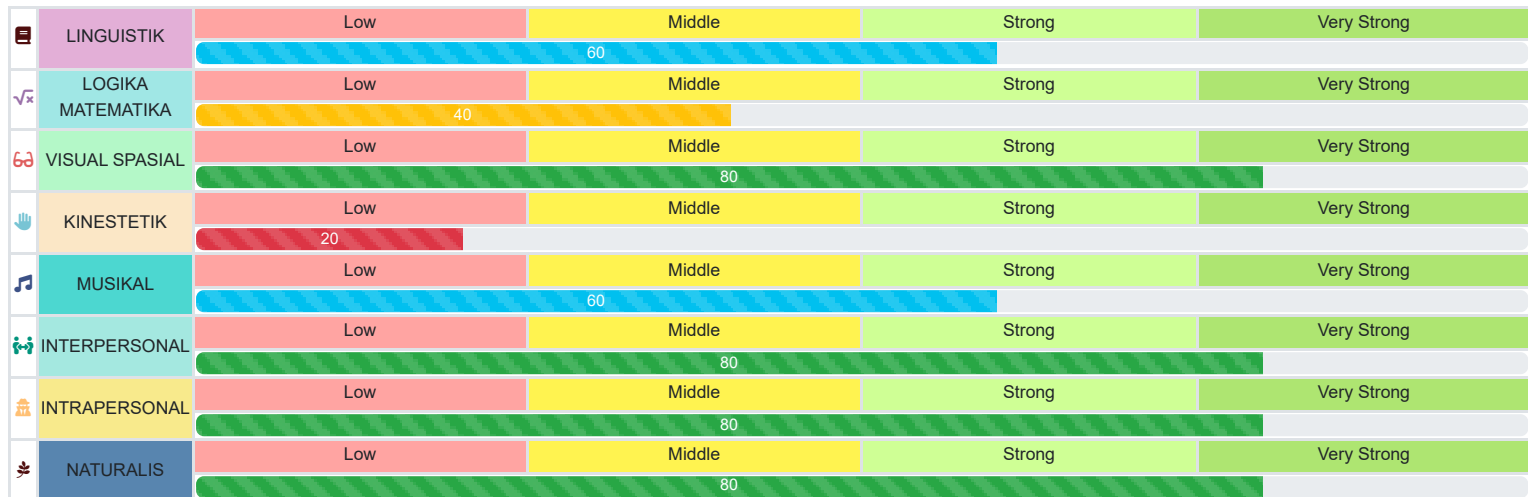 LINGUISTIK
Low Middle Strong Very Strong
60
LOGIKA
MATEMATIKA
Low Middle Strong Very Strong
40
VISUAL SPASIAL
Low Middle Strong Very Strong
80
KINESTETIK
Low Middle Strong Very Strong
20
MUSIKAL
Low Middle Strong Very Strong
60
INTERPERSONAL
Low Middle Strong Very Strong
80
INTRAPERSONAL
Low Middle Strong Very Strong
80
NATURALIS
Low Middle Strong Very Strong
80